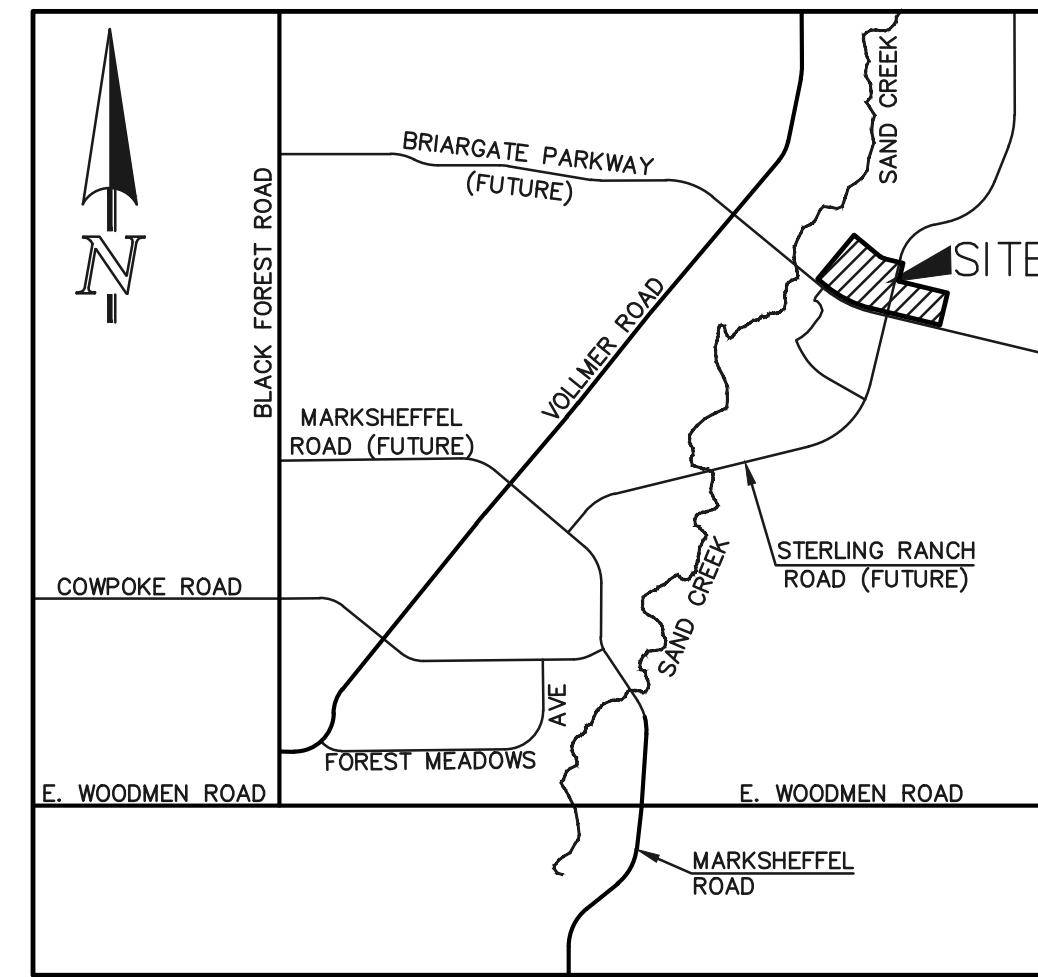 SAND CREEK
BRIARGATE PARKWAY
(FUTURE)
BLACK FOREST ROAD
N
SITE
VOLLMER ROAD
MARKSHEFFEL
ROAD (FUTURE)
STERLING RANCH
ROAD (FUTURE)
COWPOKE ROAD
SAND CREEK
AVE
FOREST MEADOWS
E. WOODMEN ROAD
E. WOODMEN ROAD
MARKSHEFFEL
ROAD